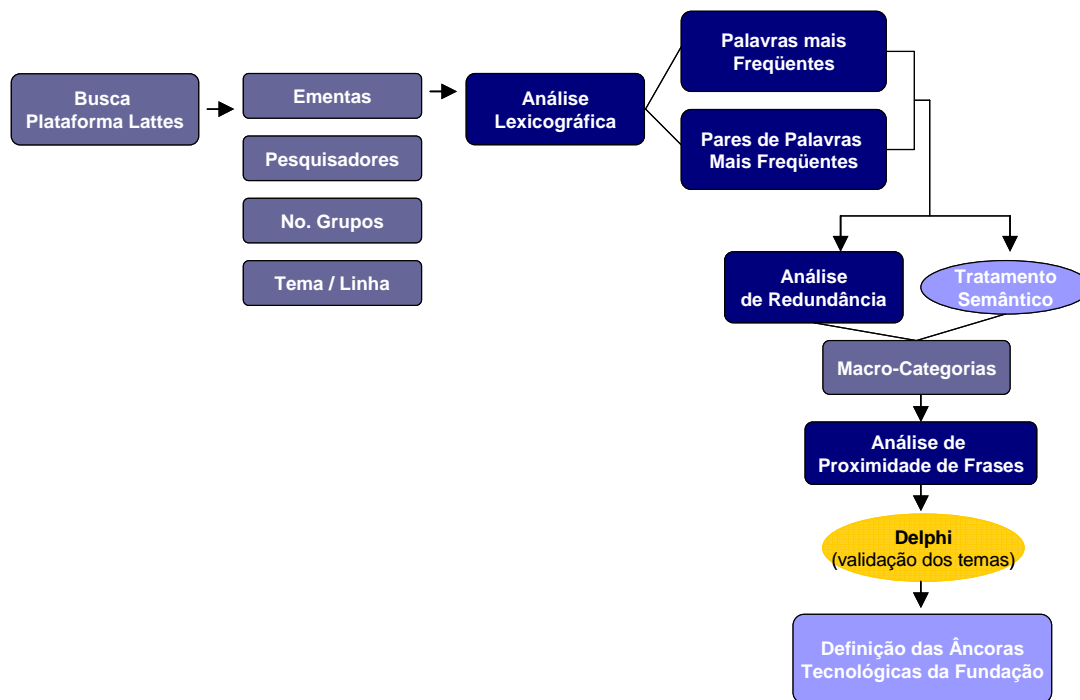 Busca
Plataforma Lattes
Ementas
Pesquisadores
No. Grupos
Tema / Linha
Análise
Lexicográfica
Palavras mais
Freqüentes
Pares de Palavras
Mais Freqüentes
Análise
de Redundância
Tratamento
Semântico
Macro-Categorias
Análise de
Proximidade de Frases
Delphi
(validação dos temas)
Definição das Âncoras
Tecnológicas da Fundação